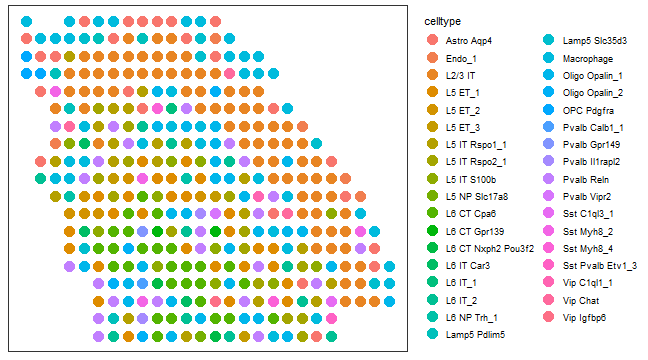 celltype
Astro Aqp4
Endo_1
L2/3 IT
L5 ET_1
L5 ET_2
L5 ET_3
L5 IT Rspo1_1
L5 IT Rspo2_1
L5 IT S100b
L5 NP Slc17a8
L6 CT Cpa6
L6 CT Gpr139
L6 CT Nxph2 Pou3f2
L6 IT Car3
L6 IT_1
L6 IT_2
L6 NP Trh_1
Lamp5 Pdlim5
Lamp5 Slc35d3
Macrophage
Oligo Opalin_1
Oligo Opalin_2
OPC Pdgfra
Pvalb Calb1_1
Pvalb Gpr149
Pvalb Il1rapl2
Pvalb Reln
Pvalb Vipr2
Sst C1ql3_1
Sst Myh8_2
Sst Myh8_4
Sst Pvalb Etv1_3
Vip C1ql1_1
Vip Chat
Vip Igfbp6